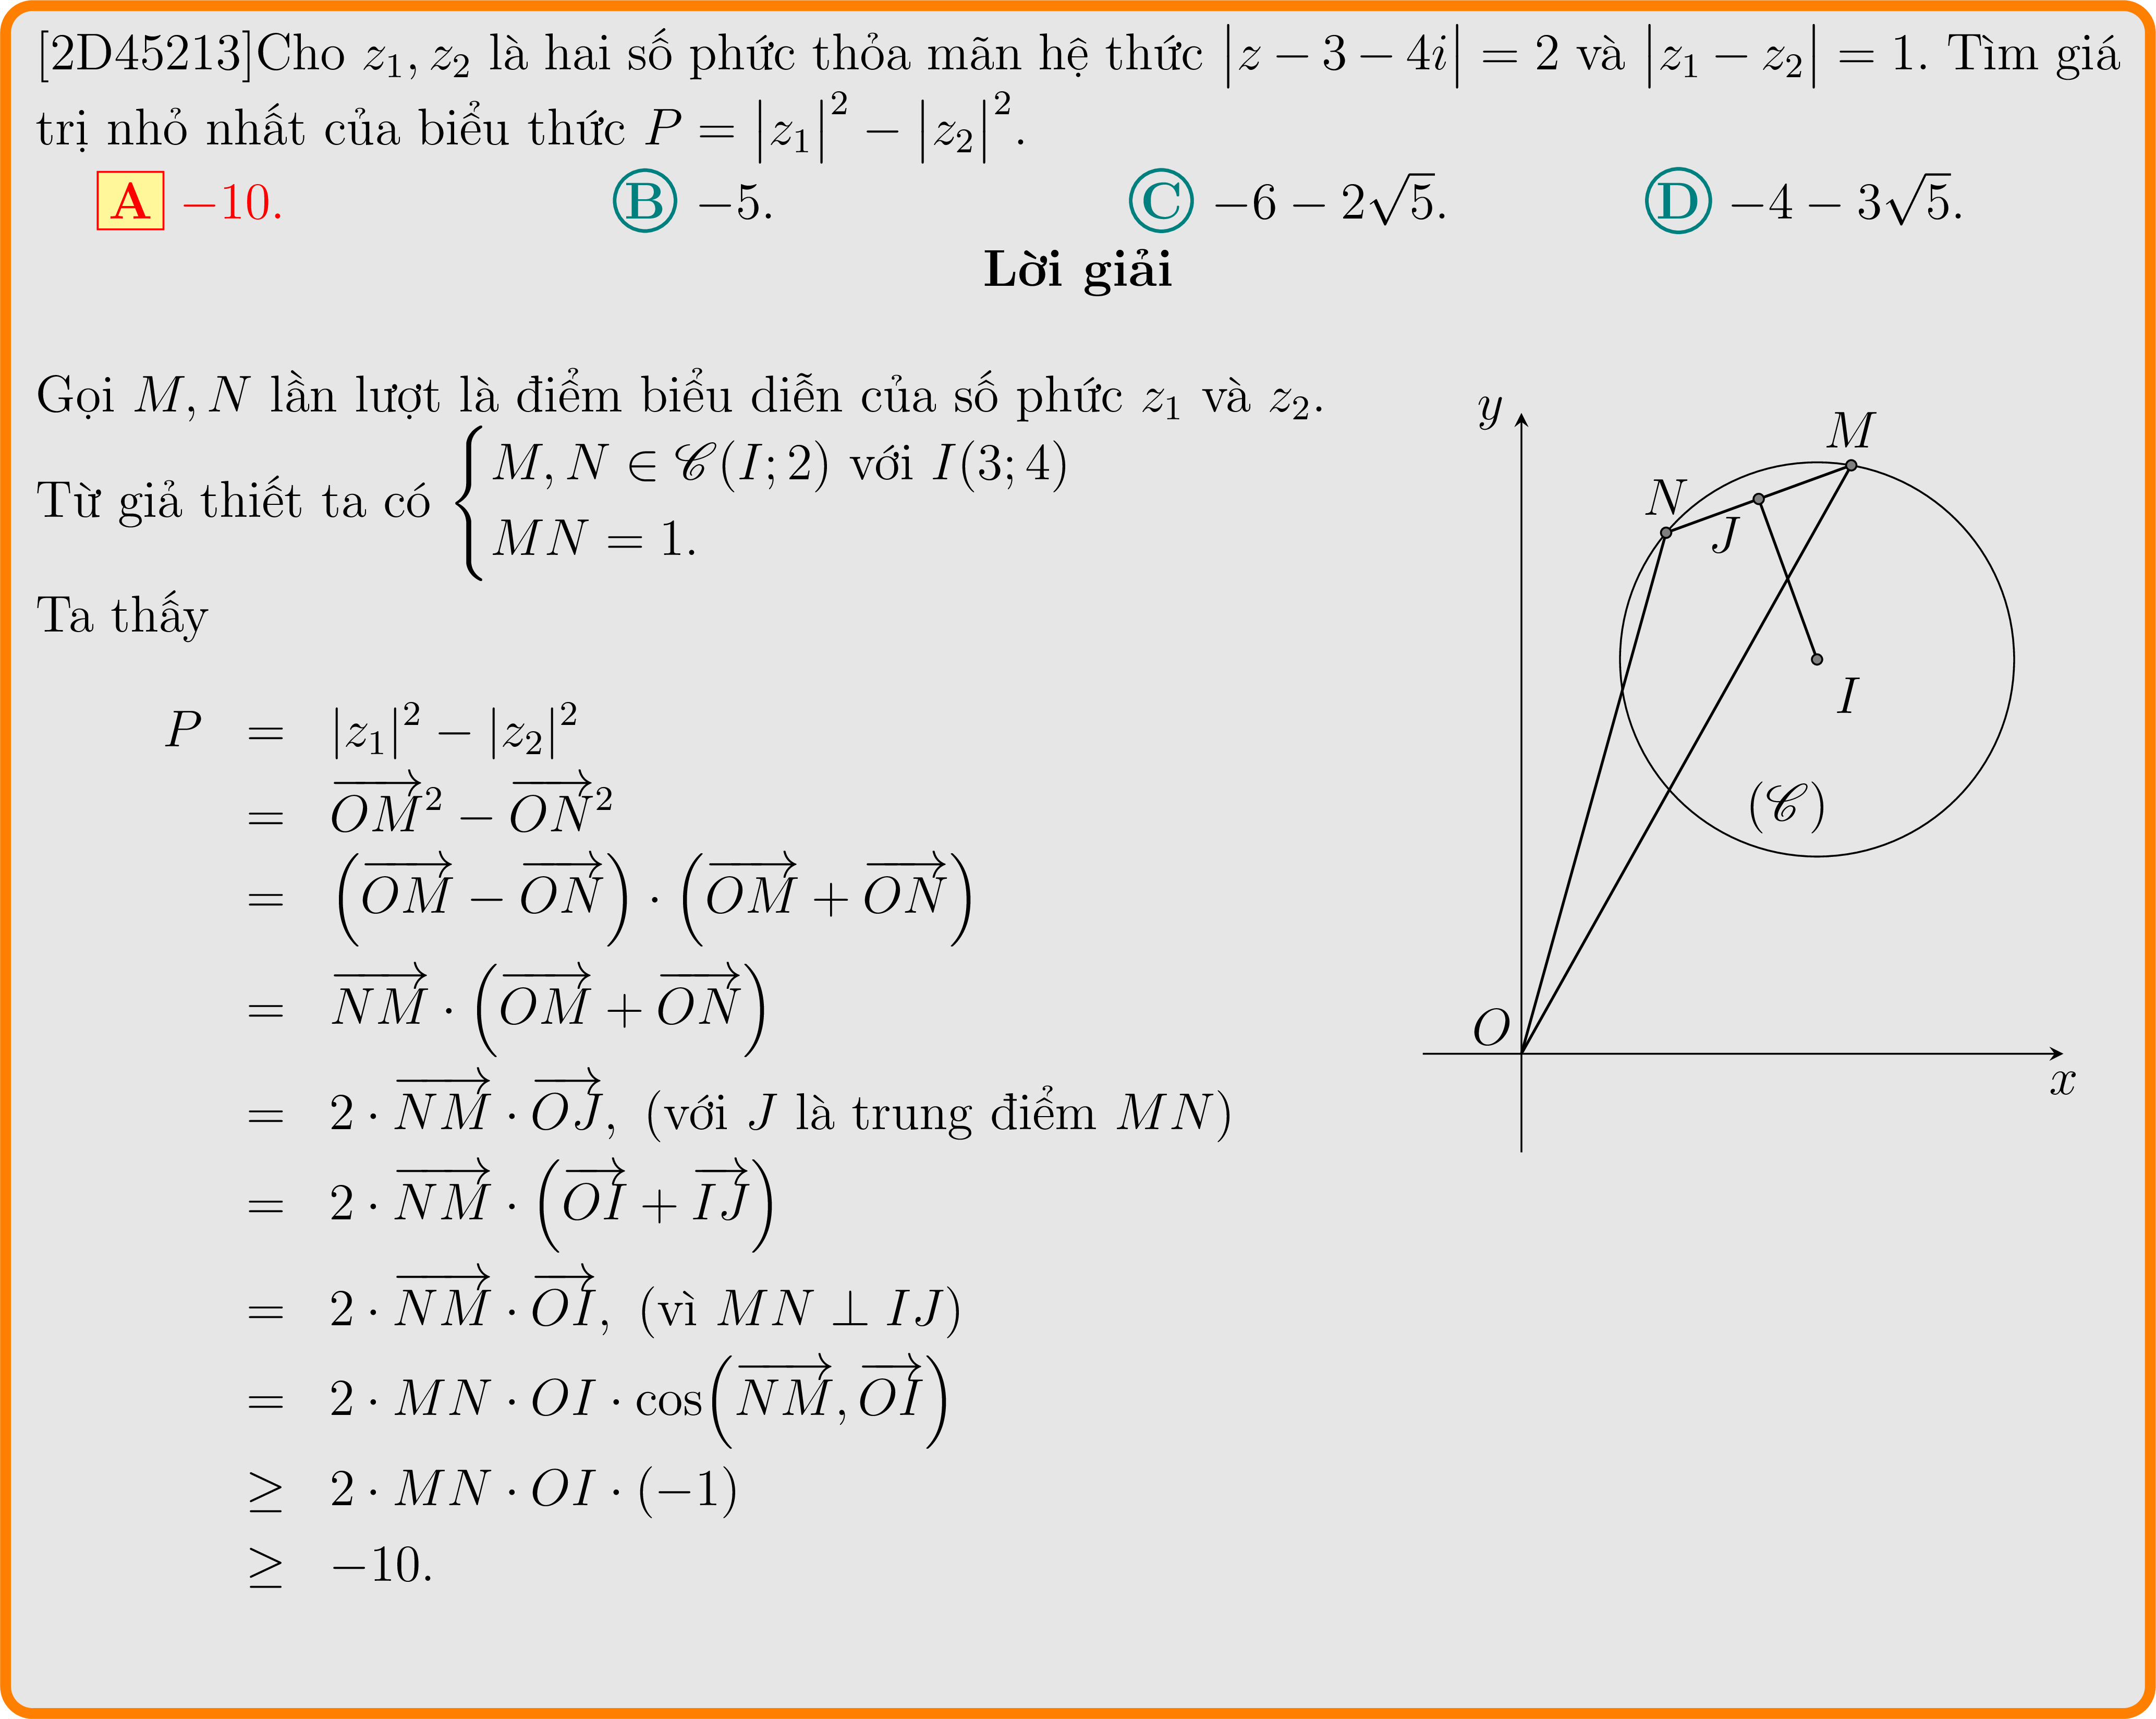 [2D45213]Cho $z_1, z_2$ là hai số phức thỏa mãn hệ thức $|z - 3 - 4i| = 2$ và $|z_1 - z_2| = 1$. Tìm giá
trị nhỏ nhất của biểu thức $P = |z_1|^2 - |z_2|^2$.
A $-10$. B $-5$. C $-6 - 2\sqrt{5}$. D $-4 - 3\sqrt{5}$.
Lời giải
Gọi $M, N$ lần lượt là điểm biểu diễn của số phức $z_1$ và $z_2$.
Từ giả thiết ta có $\begin{cases} M, N \in \mathscr{C}(I; 2) \text{ với } I(3; 4) \\ MN = 1. \end{cases}$
Ta thấy
$P = |z_1|^2 - |z_2|^2$
$= \overrightarrow{OM}^2 - \overrightarrow{ON}^2$
$= \left(\overrightarrow{OM} - \overrightarrow{ON}\right) \cdot \left(\overrightarrow{OM} + \overrightarrow{ON}\right)$
$= \overrightarrow{NM} \cdot \left(\overrightarrow{OM} + \overrightarrow{ON}\right)$
$= 2 \cdot \overrightarrow{NM} \cdot \overrightarrow{OJ}$, (với $J$ là trung điểm $MN$)
$= 2 \cdot \overrightarrow{NM} \cdot \left(\overrightarrow{OI} + \overrightarrow{IJ}\right)$
$= 2 \cdot \overrightarrow{NM} \cdot \overrightarrow{OI}$, (vì $MN \perp IJ$)
$= 2 \cdot MN \cdot OI \cdot \cos\left(\overrightarrow{NM}, \overrightarrow{OI}\right)$
$\geq 2 \cdot MN \cdot OI \cdot (-1)$
$\geq -10$.
y
M
N
J
I
($\mathscr{C}$)
O
x